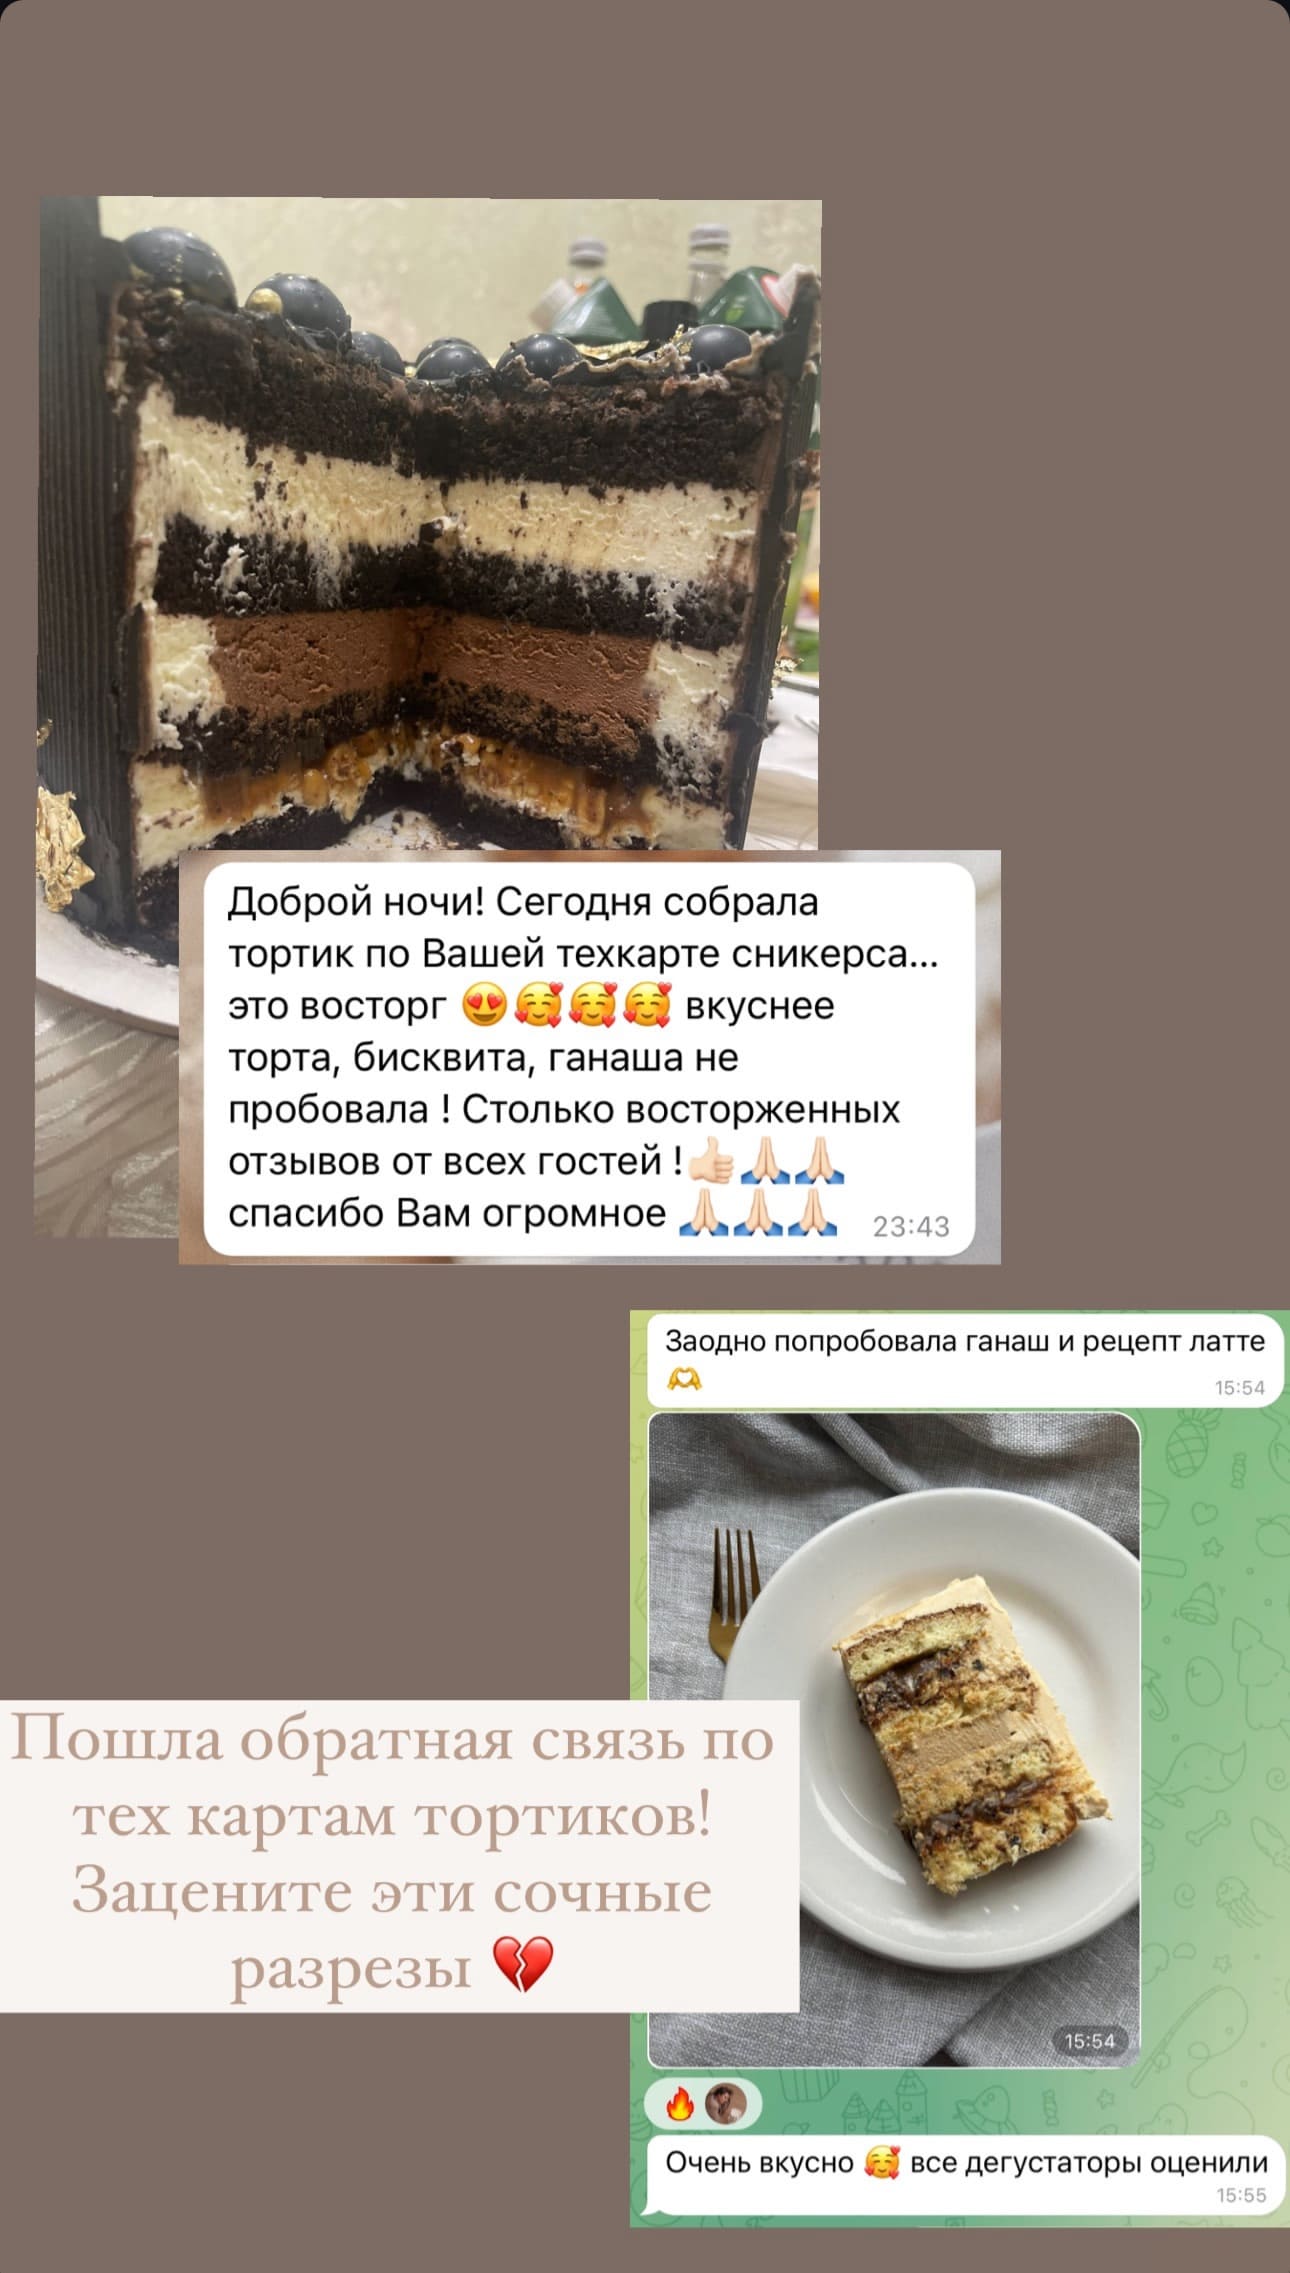 Доброй ночи! Сегодня собрала
тортик по Вашей техкарте сникерса...
это восторг 😍🥰🥰🥰 вкуснее
торта, бисквита, ганаша не
пробовала ! Столько восторженных
отзывов от всех гостей !👍🏻🙏🏻🙏🏻
спасибо Вам огромное 🙏🏻🙏🏻🙏🏻 23:43
Заодно попробовала ганаш и рецепт латте
🫶 15:54
Пошла обратная связь по
тех картам тортиков!
Зацените эти сочные
разрезы 💔
15:54
🔥
Очень вкусно 🥰 все дегустаторы оценили
15:55